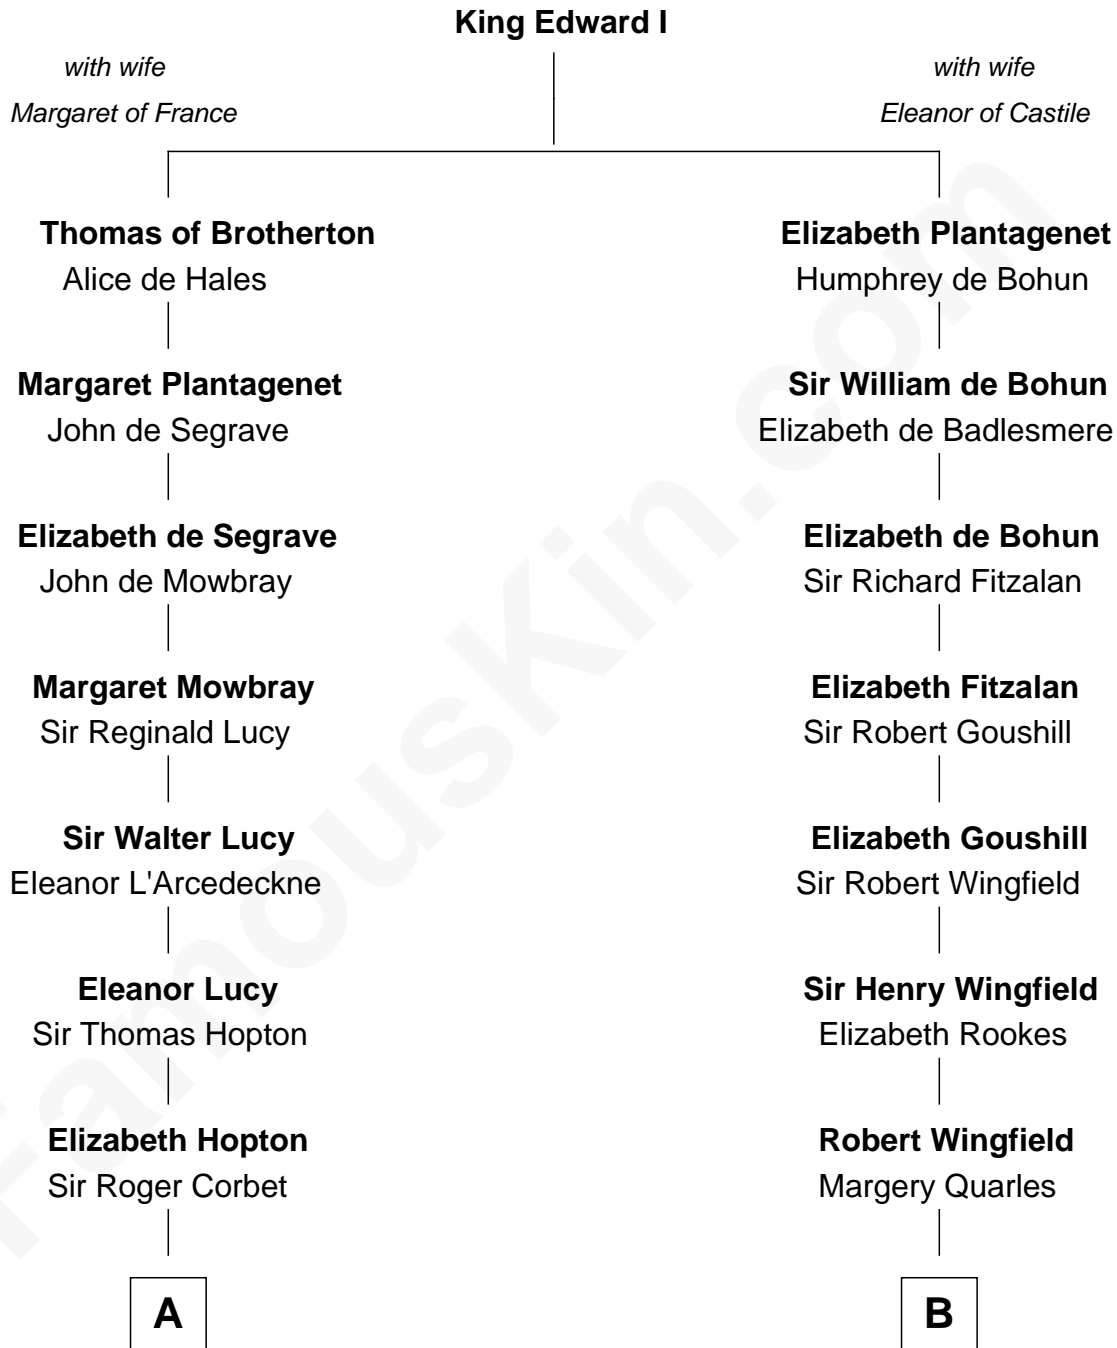 King Edward I
with wife
Margaret of France
with wife
Eleanor of Castile
Thomas of Brotherton
Alice de Hales
Elizabeth Plantagenet
Humphrey de Bohun
Margaret Plantagenet
John de Segrave
Sir William de Bohun
Elizabeth de Badlesmere
Elizabeth de Segrave
John de Mowbray
Elizabeth de Bohun
Sir Richard Fitzalan
Margaret Mowbray
Sir Reginald Lucy
Elizabeth Fitzalan
Sir Robert Goushill
Sir Walter Lucy
Eleanor L'Arcedeckne
Elizabeth Goushill
Sir Robert Wingfield
Eleanor Lucy
Sir Thomas Hopton
Sir Henry Wingfield
Elizabeth Rookes
Elizabeth Hopton
Sir Roger Corbet
Robert Wingfield
Margery Quarles
A
B
FamousKin.com